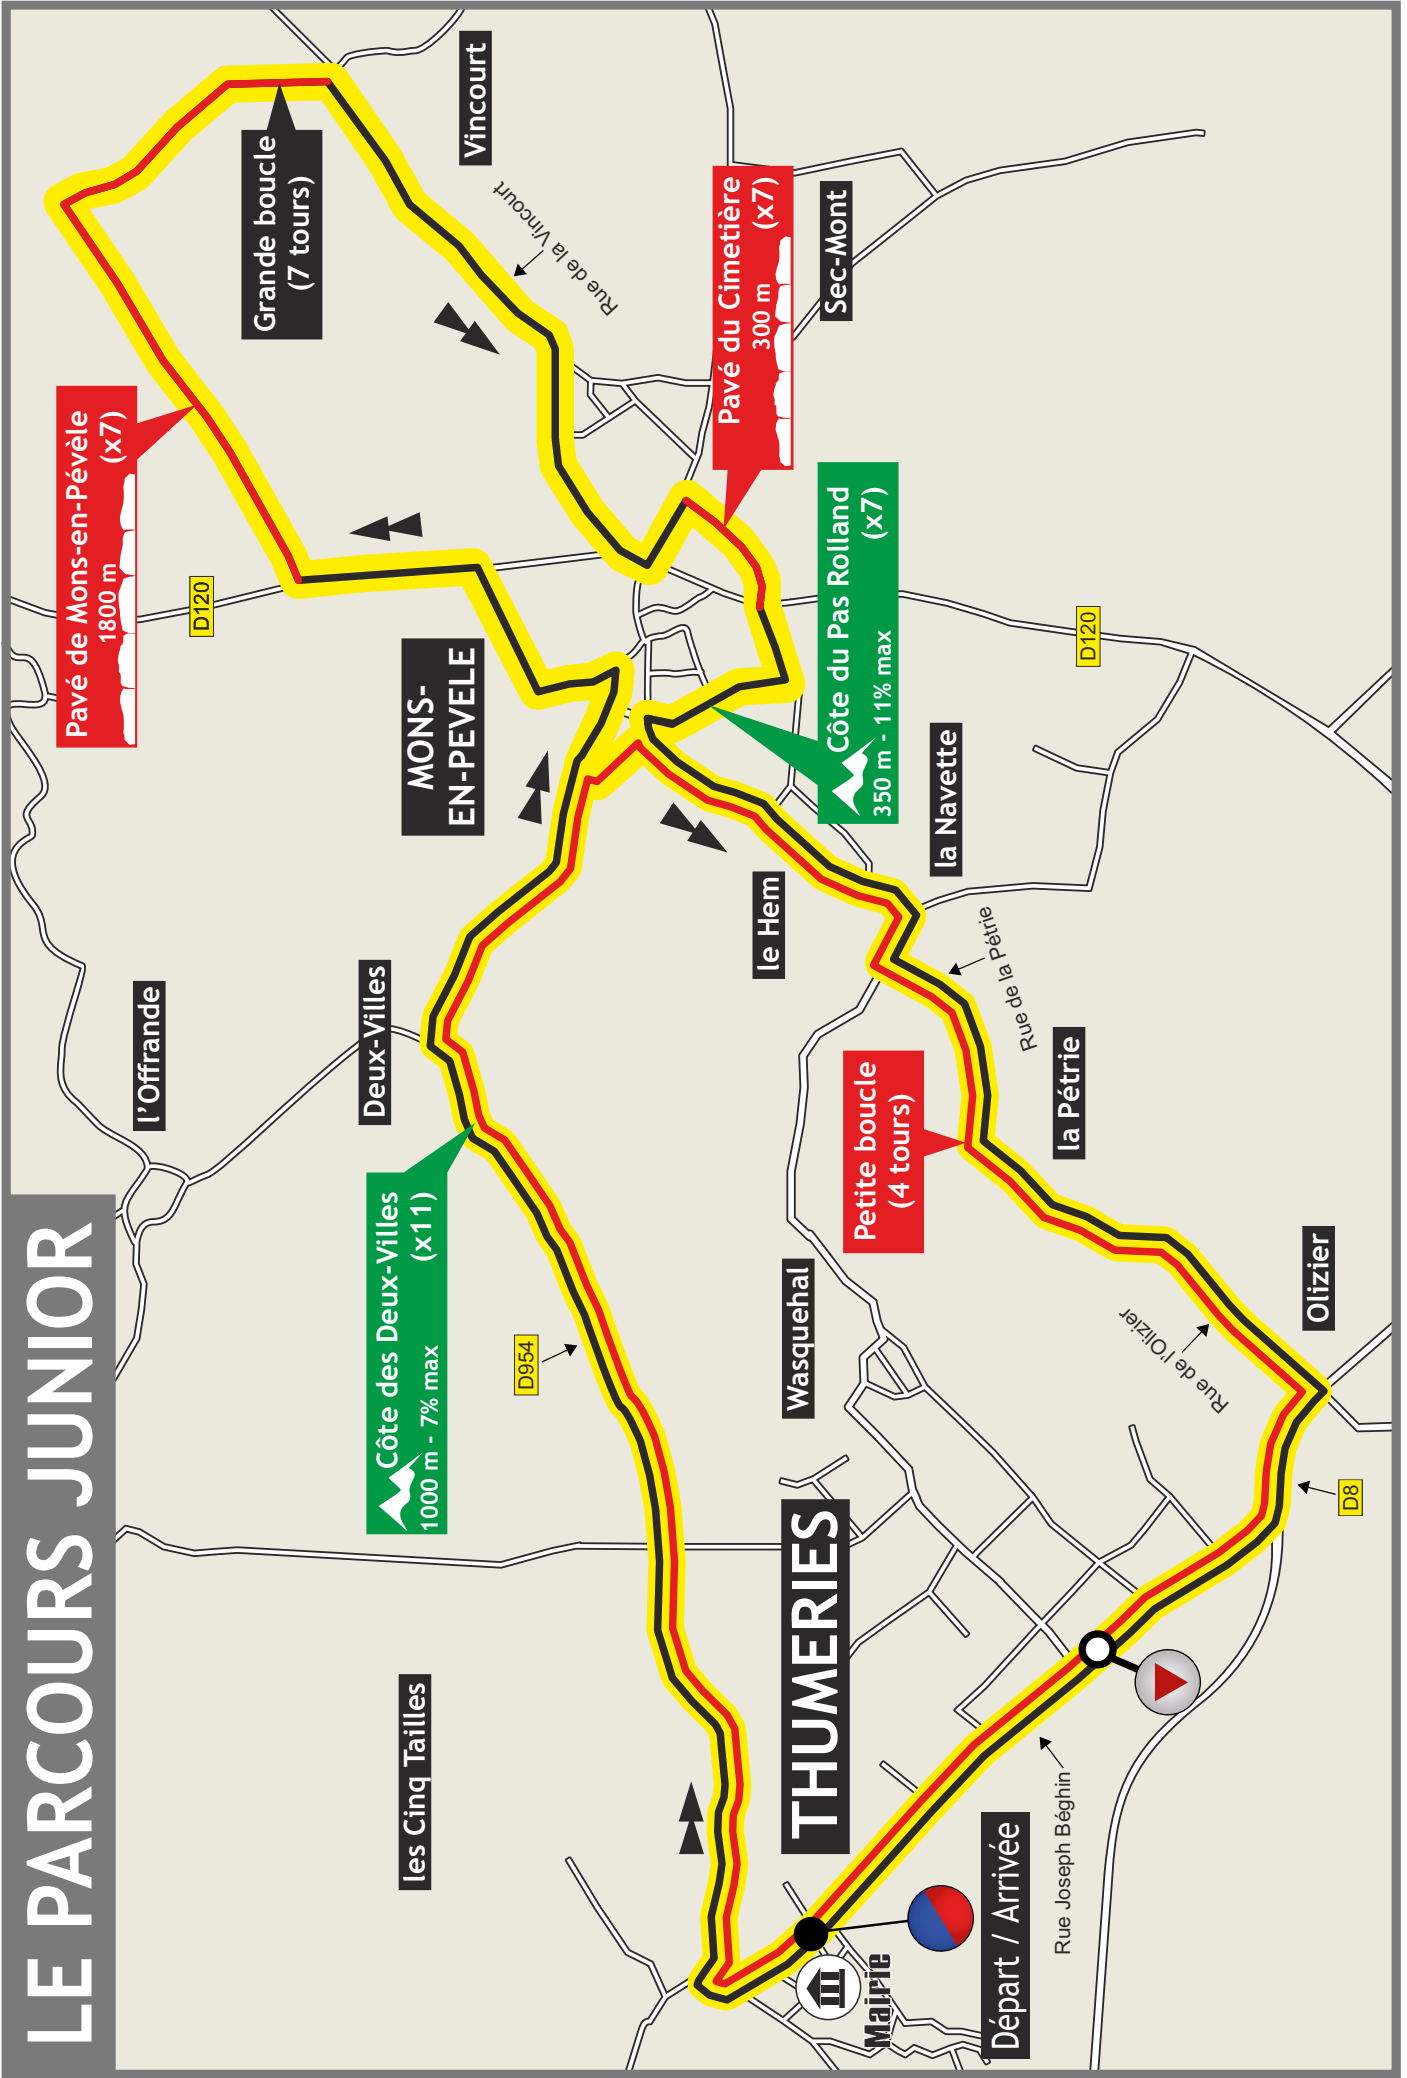 LE PARCOURS JUNIOR
l'Offrande
D120
Pavé de Mons-en-Pévèle
1800 m (x7)
Grande boucle
(7 tours)
Vincourt
Rue de la Vincourt
MONS-
EN-PEVELE
Deux-Villes
Côte des Deux-Villes
1000 m - 7% max (x11)
D954
les Cinq Tailles
Pavé du Cimetière
300 m (x7)
Sec-Mont
Côte du Pas Rolland
350 m - 11% max (x7)
le Hem
la Navette
D120
Rue de la Pétrie
la Pétrie
Petite boucle
(4 tours)
Wasquehal
Rue de l'Olizier
Olizier
D8
THUMERIES
Mairie
Départ / Arrivée
Rue Joseph Béghin